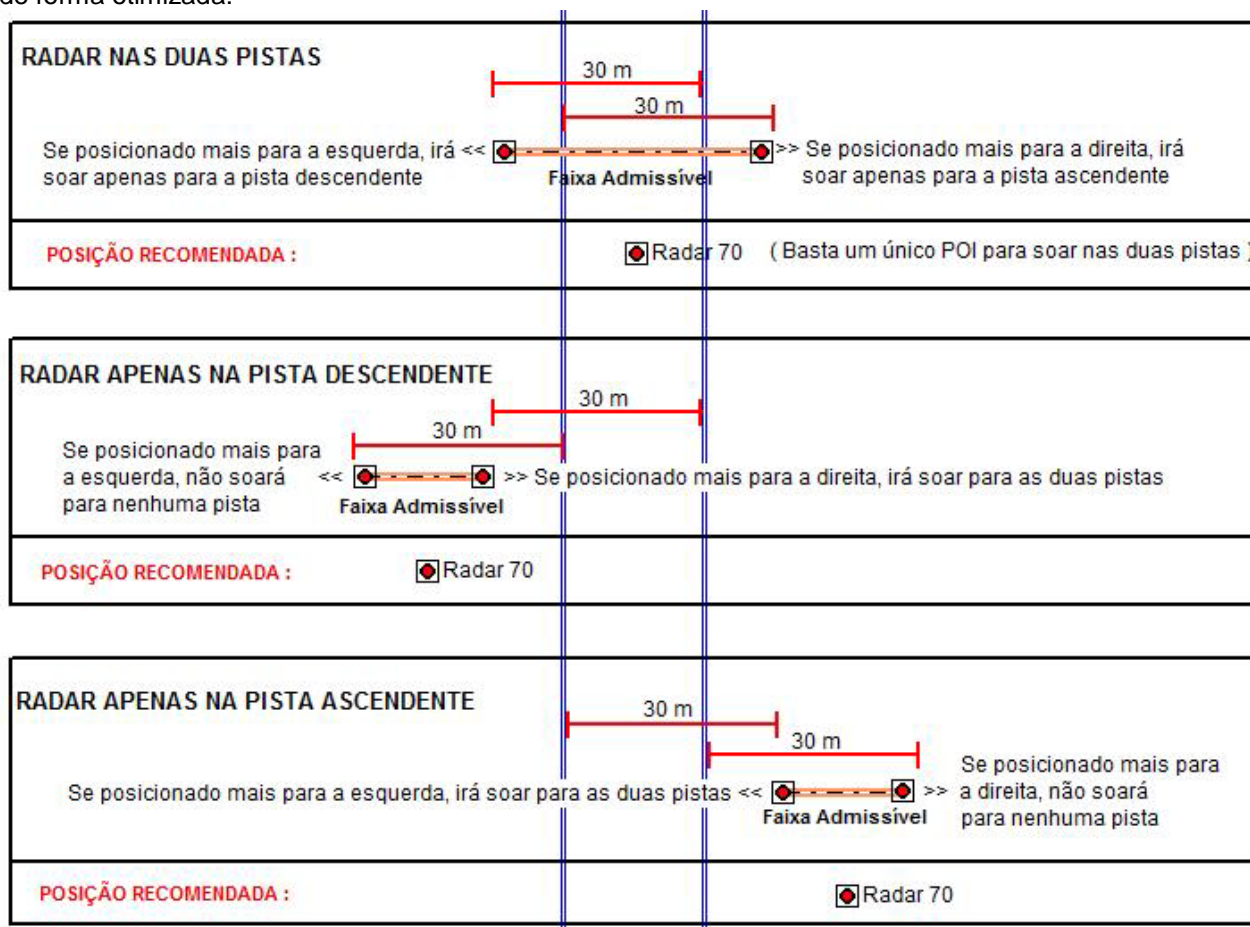 de forma otimizada.
RADAR NAS DUAS PISTAS
30 m
30 m
Se posicionado mais para a esquerda, irá <<
soar apenas para a pista descendente
>> Se posicionado mais para a direita, irá
soar apenas para a pista ascendente
Faixa Admissível
POSIÇÃO RECOMENDADA :
Radar 70
( Basta um único POI para soar nas duas pistas )
RADAR APENAS NA PISTA DESCENDENTE
30 m
30 m
Se posicionado mais para
a esquerda, não soará <<
para nenhuma pista
>> Se posicionado mais para a direita, irá soar para as duas pistas
Faixa Admissível
POSIÇÃO RECOMENDADA :
Radar 70
RADAR APENAS NA PISTA ASCENDENTE
30 m
30 m
Se posicionado mais para a esquerda, irá soar para as duas pistas <<
Se posicionado mais para
>> a direita, não soará
para nenhuma pista
Faixa Admissível
POSIÇÃO RECOMENDADA :
Radar 70